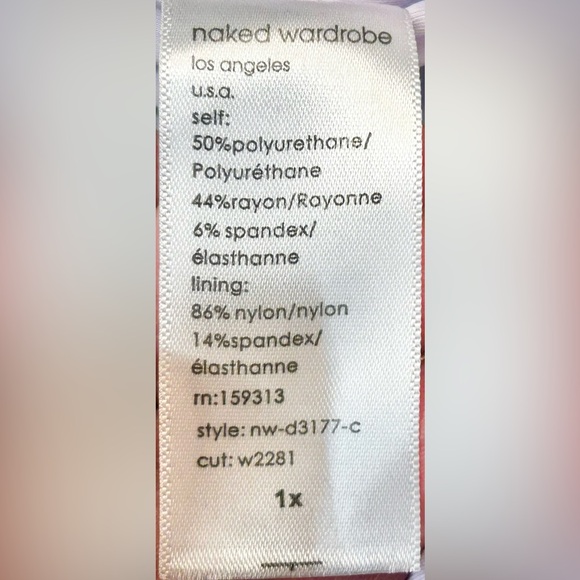 naked wardrobe
los angeles
u.s.a.
self:
50%polyurethane/
Polyuréthane
44%rayon/Rayonne
6% spandex/
élasthanne
lining:
86% nylon/nylon
14%spandex/
élasthanne
rn:159313
style: nw-d3177-c
cut: w2281
1x